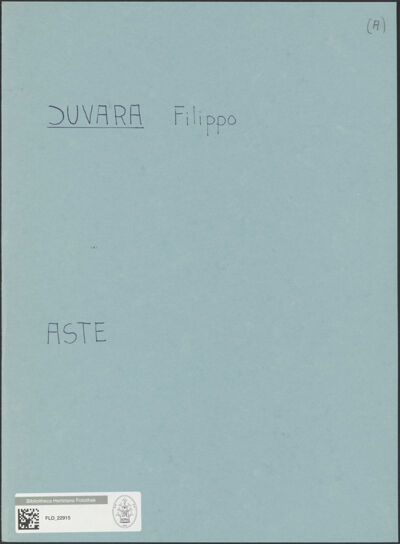 (A)
JUVARA Filippo
ASTE
Bibliotheca Hertziana Fotothek
FLD_22915